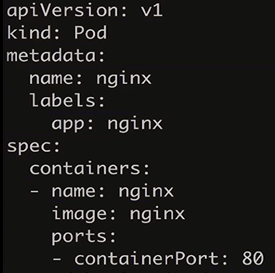 apiVersion: v1
kind: Pod
metadata:
  name: nginx
  labels:
    app: nginx
spec:
  containers:
  - name: nginx
    image: nginx
    ports:
    - containerPort: 80